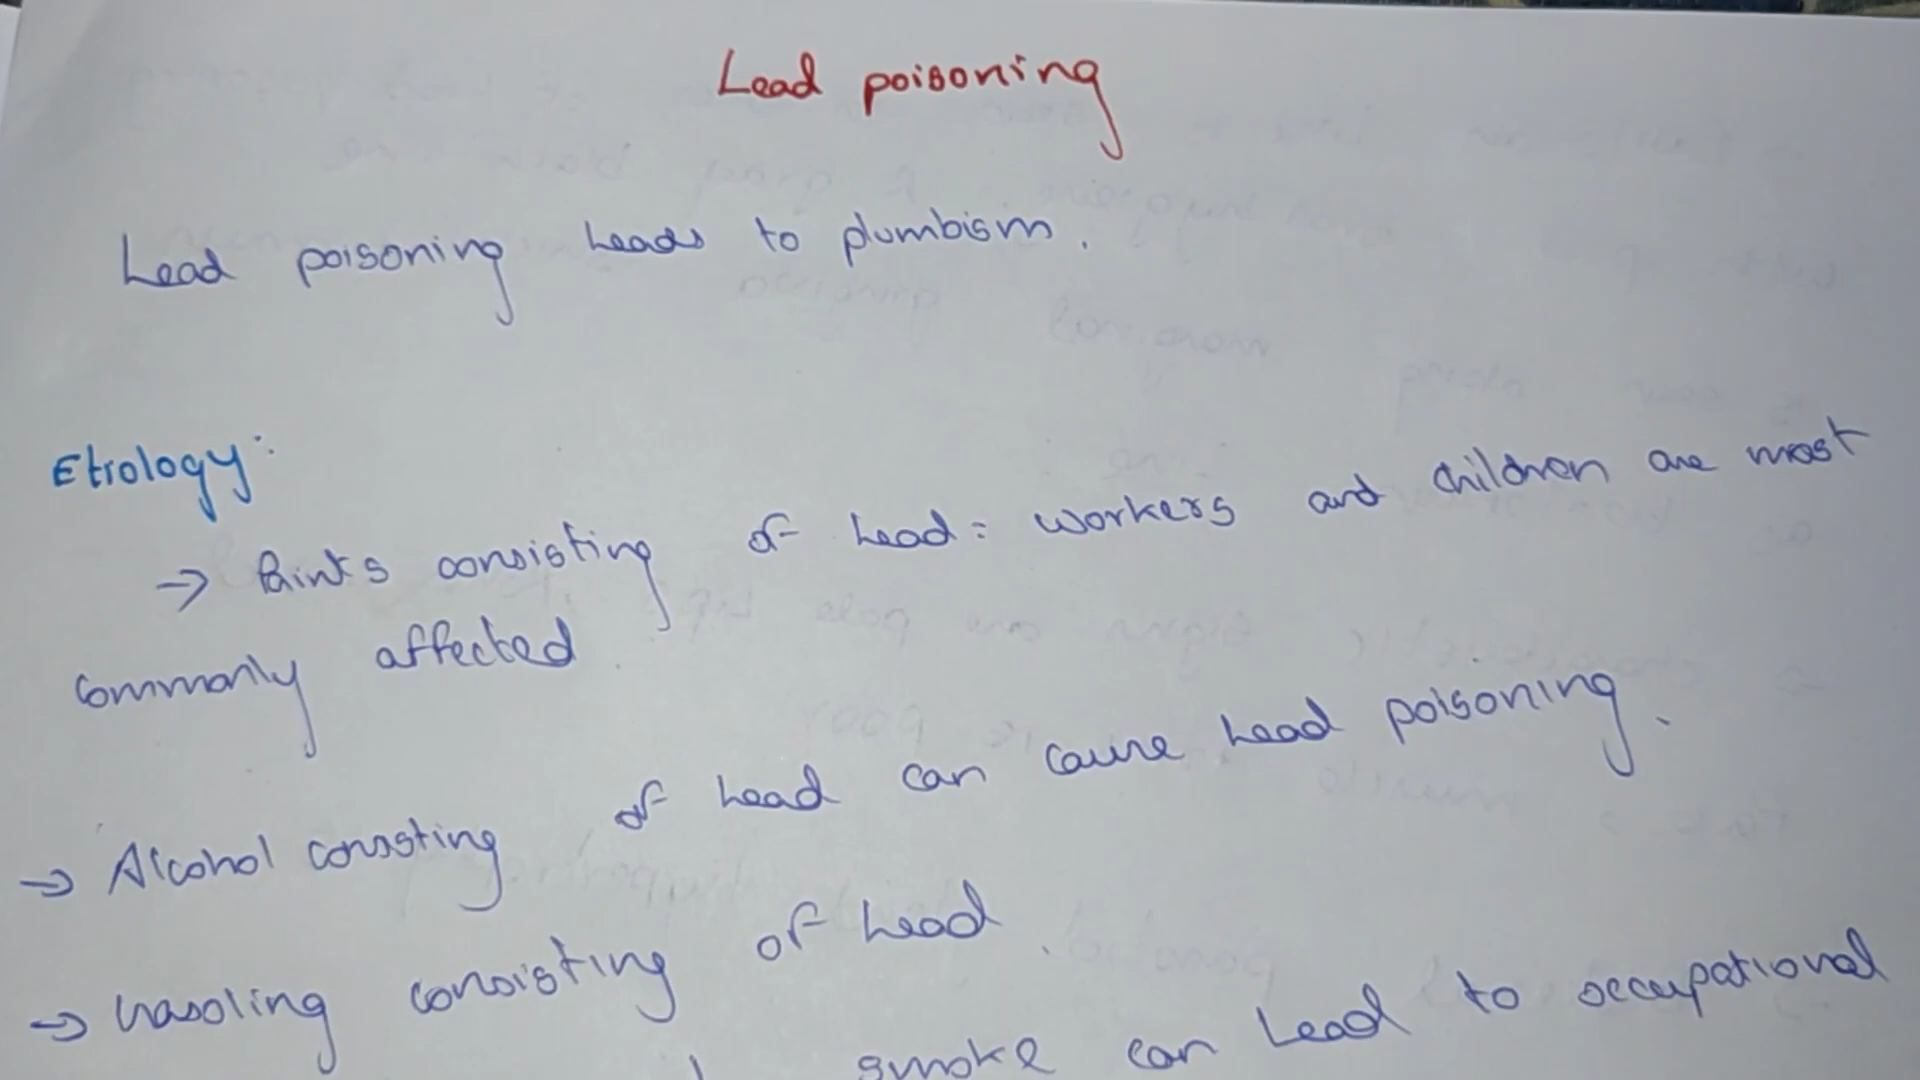 Lead poisoning
Lead poisoning Leads to plumbism.
Etiology:
→ Paints consisting of Lead: workers and children are most
commonly affected
→ Alcohol consisting of Lead can cause Lead poisoning.
→ Gasoling consisting of Lead.
smoke can Lead to occupational